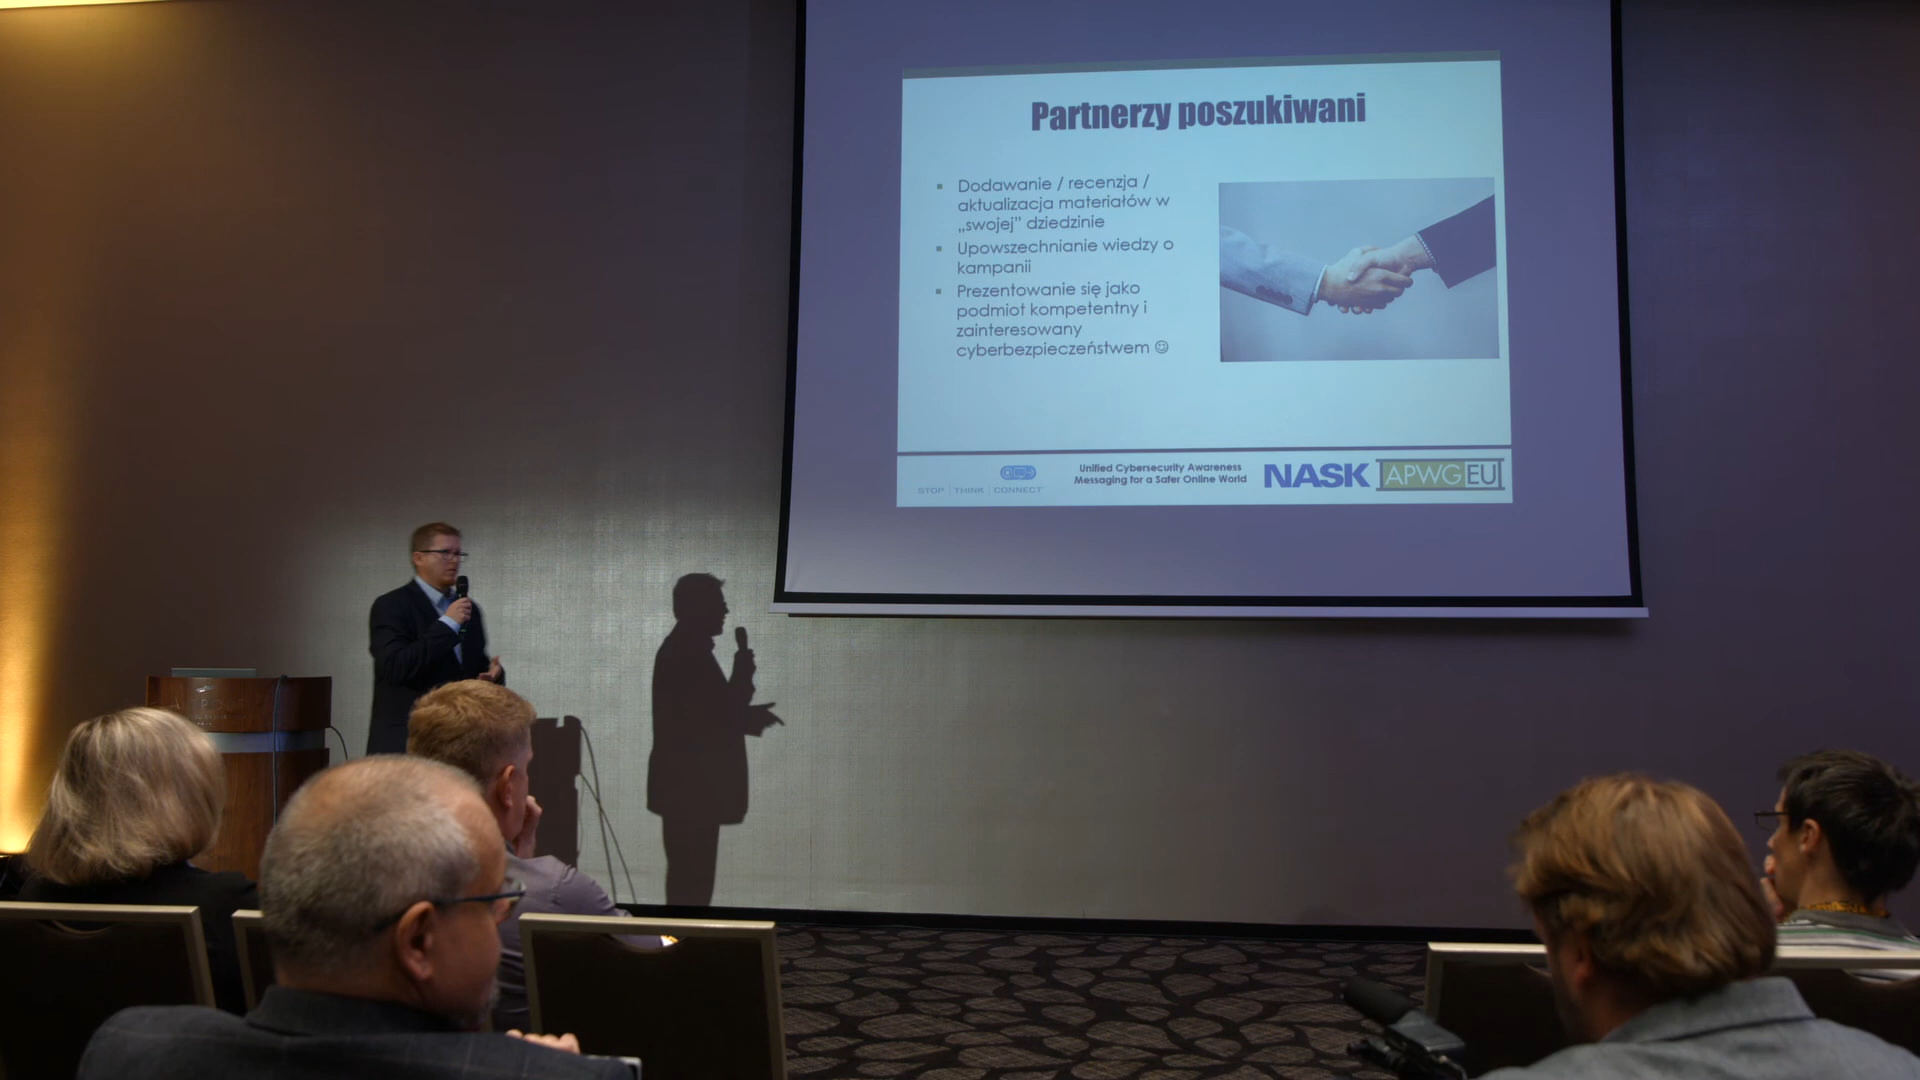 Partnerzy poszukiwani
▪ Dodawanie / recenzja /
aktualizacja materiałów w
„swojej” dziedzinie
▪ Upowszechnianie wiedzy o
kampanii
▪ Prezentowanie się jako
podmiot kompetentny i
zainteresowany
cyberbezpieczeństwem ☺
STOP | THINK | CONNECT™
Unified Cybersecurity Awareness
Messaging for a Safer Online World
NASK
APWG EU